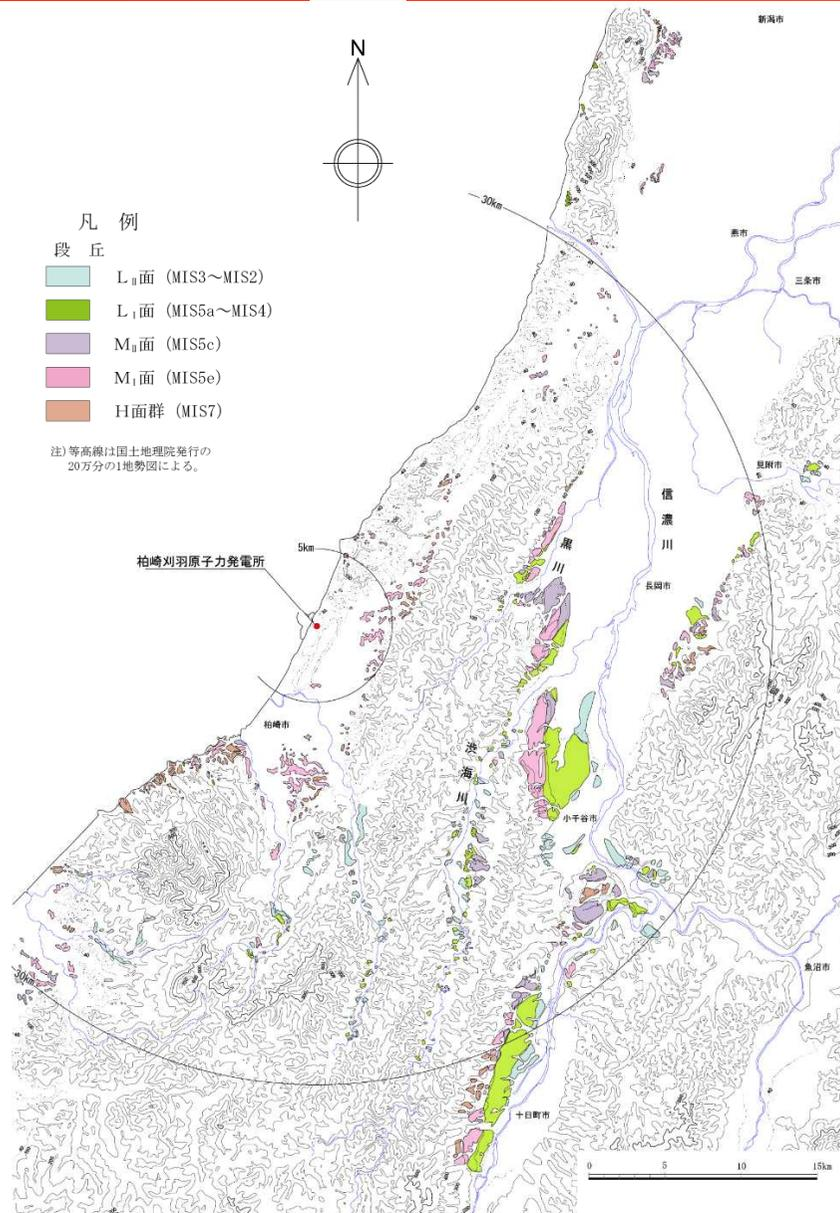 新潟市
N
30km
凡　例
段　丘
LⅡ面 (MIS3～MIS2)
LⅠ面 (MIS5a～MIS4)
MⅡ面 (MIS5c)
MⅠ面 (MIS5e)
H面群 (MIS7)
注)等高線は国土地理院発行の
20万分の1地勢図による。
燕市
三条市
見附市
信濃川
黒川
長岡市
5km
柏崎刈羽原子力発電所
柏崎市
渋海川
小千谷市
魚沼市
30km
十日町市
0 5 10 15km